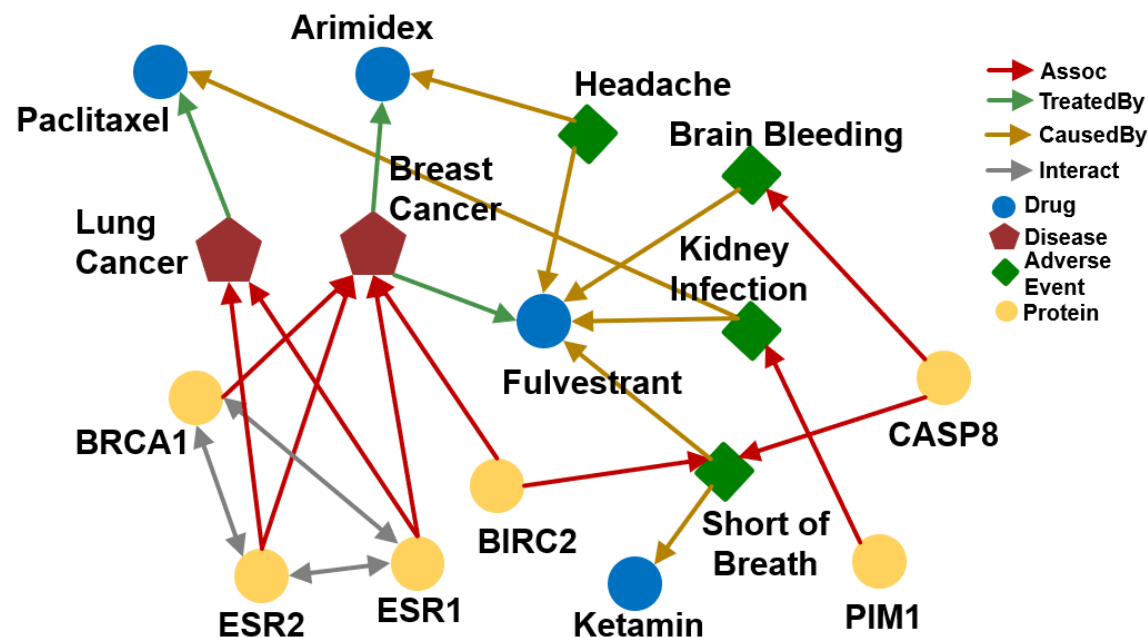 Arimidex
Paclitaxel
Headache
Brain Bleeding
Breast
Cancer
Lung
Cancer
Kidney
Infection
Fulvestrant
BRCA1
CASP8
BIRC2
Short of
Breath
ESR2
ESR1
Ketamin
PIM1
Assoc
TreatedBy
CausedBy
Interact
Drug
Disease
Adverse
Event
Protein